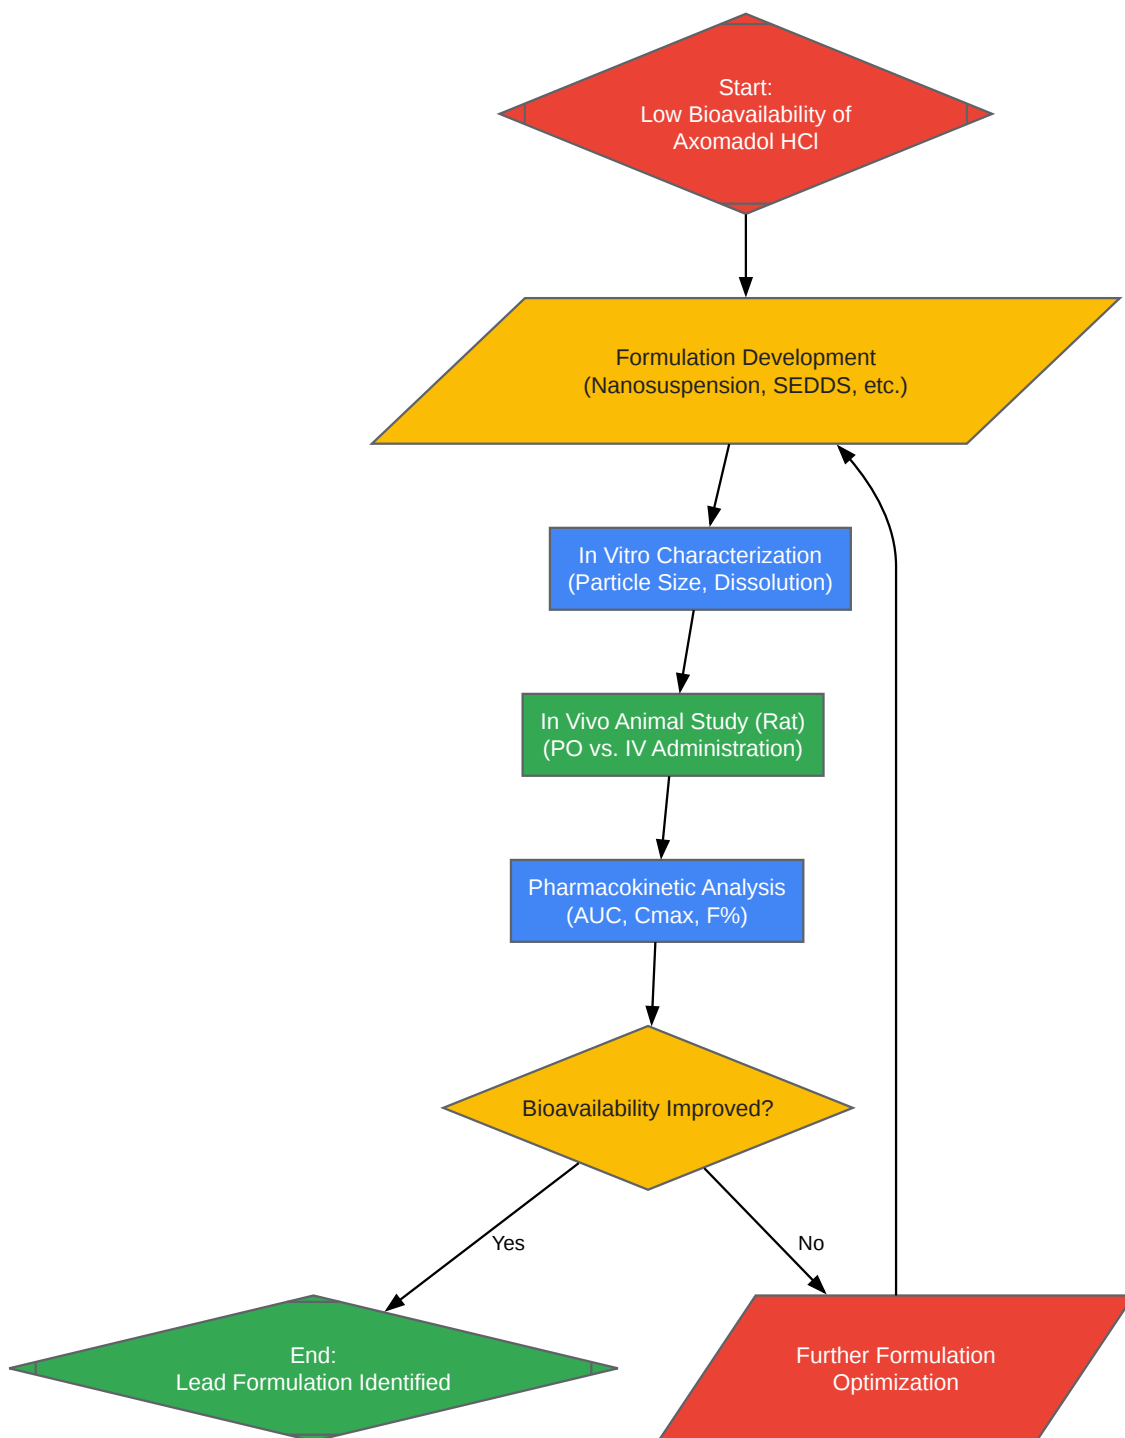 Start:
Low Bioavailability of
Axomadol HCl
Formulation Development
(Nanosuspension, SEDDS, etc.)
In Vitro Characterization
(Particle Size, Dissolution)
In Vivo Animal Study (Rat)
(PO vs. IV Administration)
Pharmacokinetic Analysis
(AUC, Cmax, F%)
Bioavailability Improved?
Yes
No
End:
Lead Formulation Identified
Further Formulation
Optimization